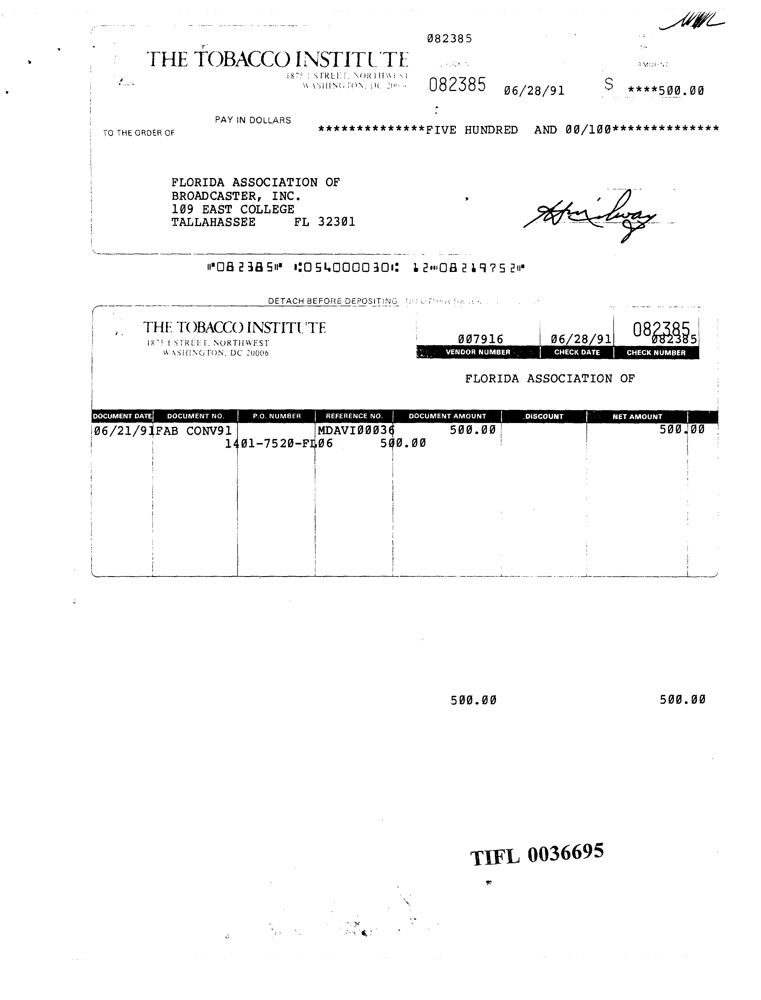 082385
THE TOBACCO INSTITUTE
1875 I STREET, NORTHWEST
WASHINGTON, DC 20006
AMOUNT
082385 06/28/91 $ ****500.00
PAY IN DOLLARS
TO THE ORDER OF
**************FIVE HUNDRED AND 00/100**************
FLORIDA ASSOCIATION OF
BROADCASTER, INC.
109 EAST COLLEGE
TALLAHASSEE FL 32301
⑈082385⑈ ⑆054000030⑆ 12⑉08219752⑈
DETACH BEFORE DEPOSITING
THE TOBACCO INSTITUTE
1875 I STREET, NORTHWEST
WASHINGTON, DC 20006
082385
007916 06/28/91 082385
VENDOR NUMBER CHECK DATE CHECK NUMBER
FLORIDA ASSOCIATION OF
DOCUMENT DATE DOCUMENT NO. P.O. NUMBER REFERENCE NO. DOCUMENT AMOUNT DISCOUNT NET AMOUNT
06/21/91 FAB CONV91 MDAVI00036 500.00 500.00
1401-7520-FL06 500.00
500.00 500.00
TIFL 0036695